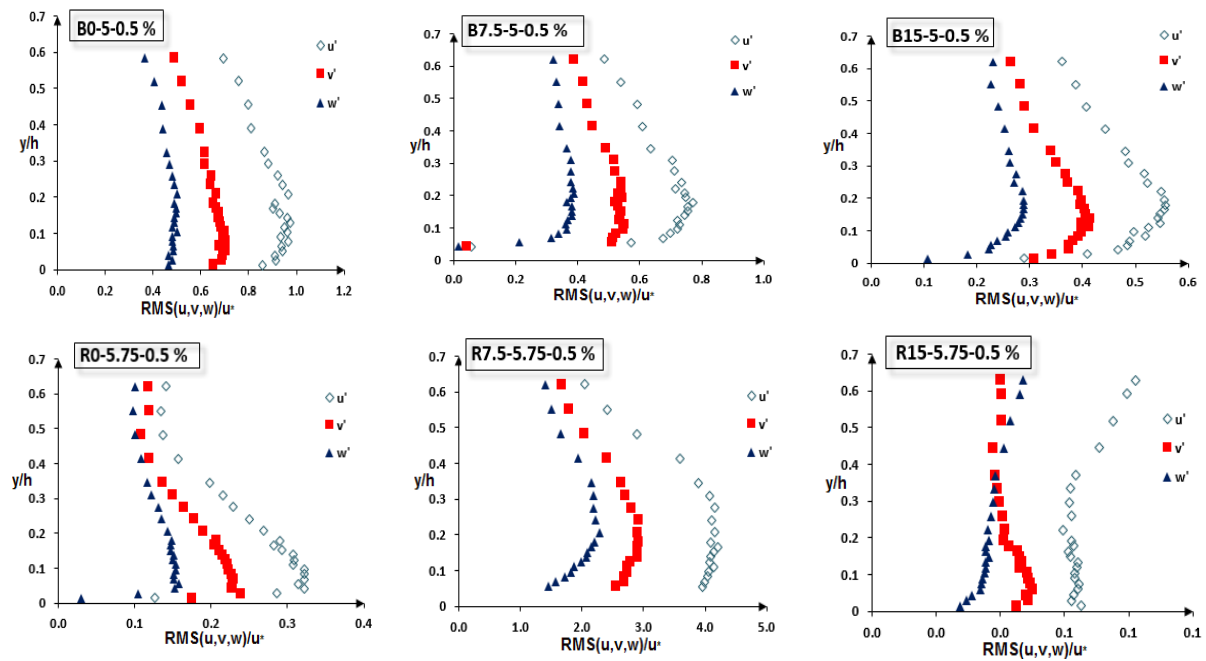 B0-5-0.5 %
0.7
0.6
0.5
0.4
y/h
0.3
0.2
0.1
0
0.0 0.2 0.4 0.6 0.8 1.0 1.2
RMS(u,v,w)/u*
u'
v'
w'
B7.5-5-0.5 %
0.7
0.6
0.5
0.4
y/h
0.3
0.2
0.1
0
0.0 0.2 0.4 0.6 0.8 1.0
RMS(u,v,w)/u*
u'
v'
w'
B15-5-0.5 %
0.7
0.6
0.5
0.4
y/h
0.3
0.2
0.1
0
0.0 0.1 0.2 0.3 0.4 0.5 0.6
RMS(u,v,w)/u*
u'
v'
w'
R0-5.75-0.5 %
0.7
0.6
0.5
0.4
y/h
0.3
0.2
0.1
0
0.0 0.1 0.2 0.3 0.4
RMS(u,v,w)/u*
u'
v'
w'
R7.5-5.75-0.5 %
0.7
0.6
0.5
0.4
y/h
0.3
0.2
0.1
0
0.0 1.0 2.0 3.0 4.0 5.0
RMS(u,v,w)/u*
u'
v'
w'
R15-5.75-0.5 %
0.7
0.6
0.5
0.4
y/h
0.3
0.2
0.1
0
0.0 0.0 0.0 0.1 0.1 0.1
RMS(u,v,w)/u*
u'
v'
w'